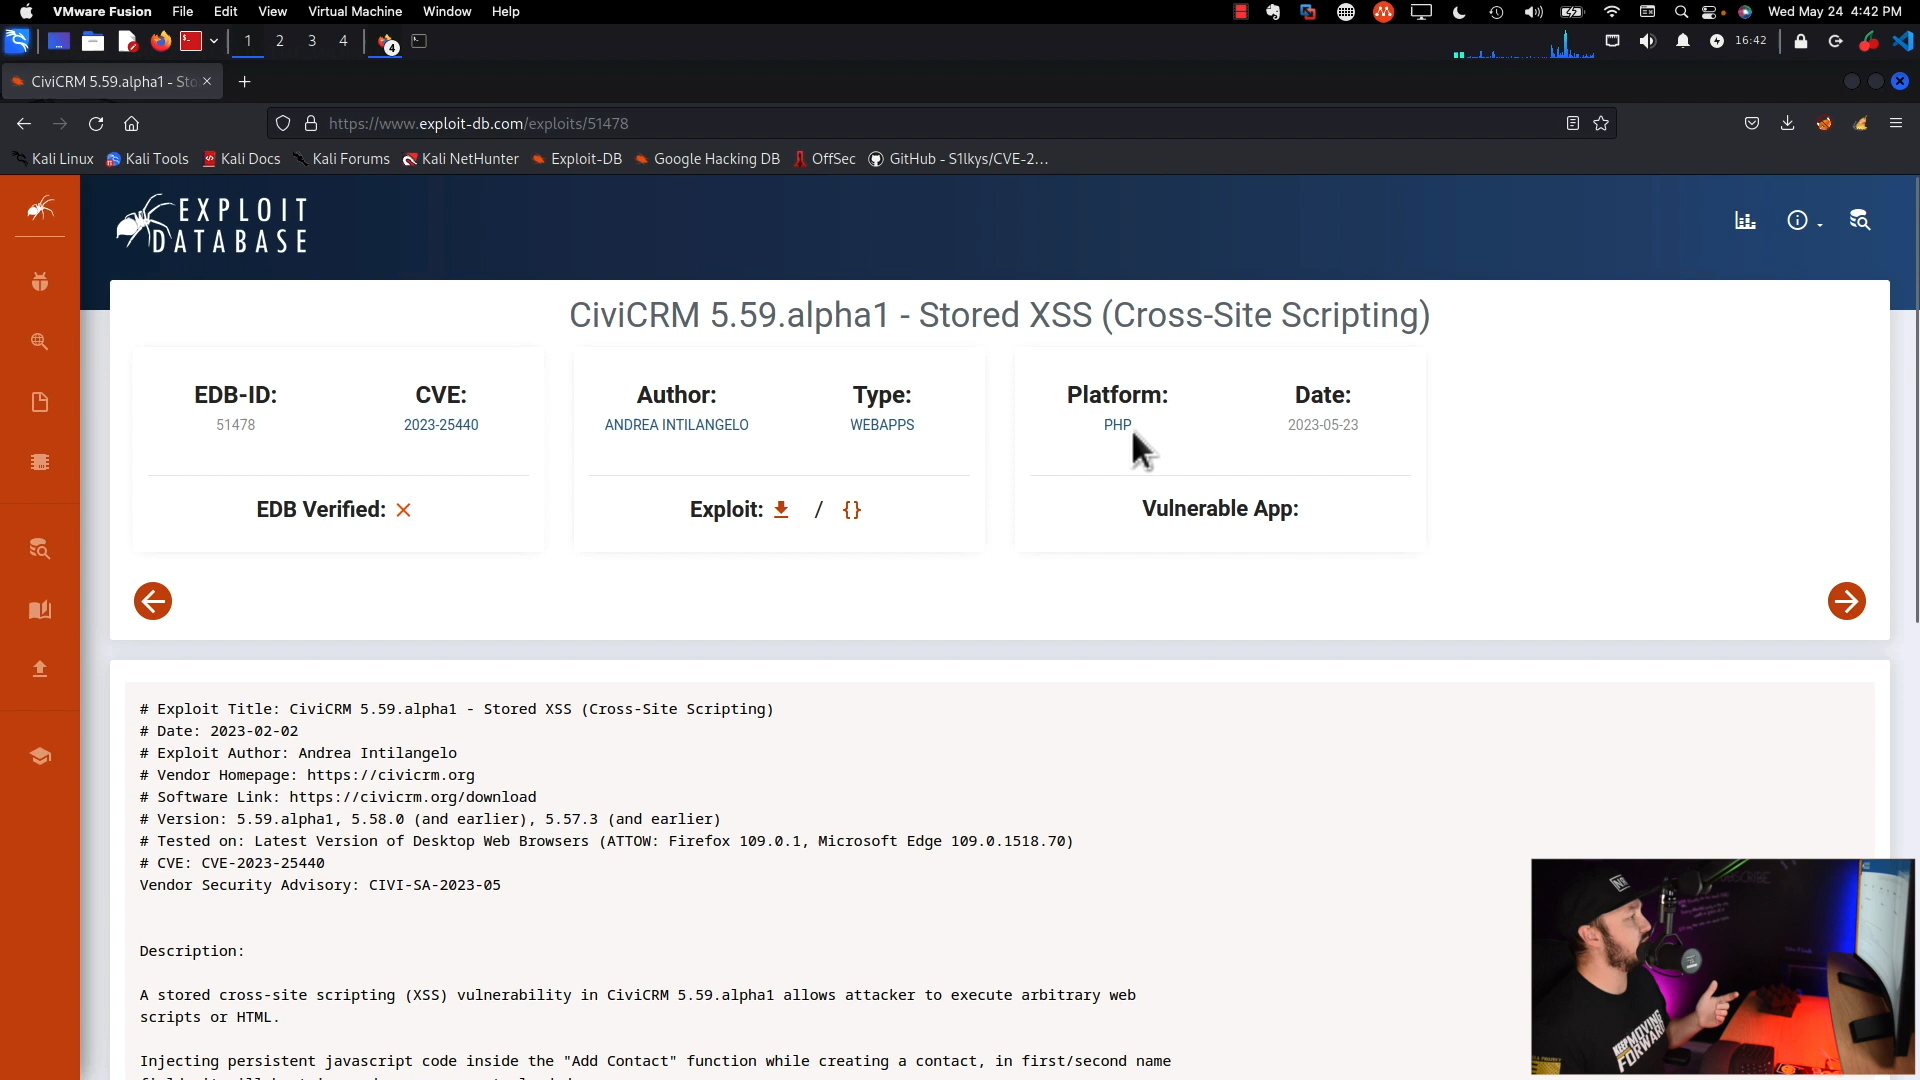 VMware Fusion File Edit View Virtual Machine Window Help Wed May 24 4:42 PM
1 2 3 4 4 16:42
CiviCRM 5.59.alpha1 - Sto
https://www.exploit-db.com/exploits/51478
Kali Linux Kali Tools Kali Docs Kali Forums Kali NetHunter Exploit-DB Google Hacking DB OffSec GitHub - S1lkys/CVE-2...
EXPLOIT
DATABASE
CiviCRM 5.59.alpha1 - Stored XSS (Cross-Site Scripting)
EDB-ID: CVE: Author: Type: Platform: Date:
51478 2023-25440 ANDREA INTILANGELO WEBAPPS PHP 2023-05-23
EDB Verified: Exploit: / {} Vulnerable App:
# Exploit Title: CiviCRM 5.59.alpha1 - Stored XSS (Cross-Site Scripting)
# Date: 2023-02-02
# Exploit Author: Andrea Intilangelo
# Vendor Homepage: https://civicrm.org
# Software Link: https://civicrm.org/download
# Version: 5.59.alpha1, 5.58.0 (and earlier), 5.57.3 (and earlier)
# Tested on: Latest Version of Desktop Web Browsers (ATTOW: Firefox 109.0.1, Microsoft Edge 109.0.1518.70)
# CVE: CVE-2023-25440
Vendor Security Advisory: CIVI-SA-2023-05
Description:
A stored cross-site scripting (XSS) vulnerability in CiviCRM 5.59.alpha1 allows attacker to execute arbitrary web
scripts or HTML.
Injecting persistent javascript code inside the "Add Contact" function while creating a contact, in first/second name
KEEP MOVING
FORWARD